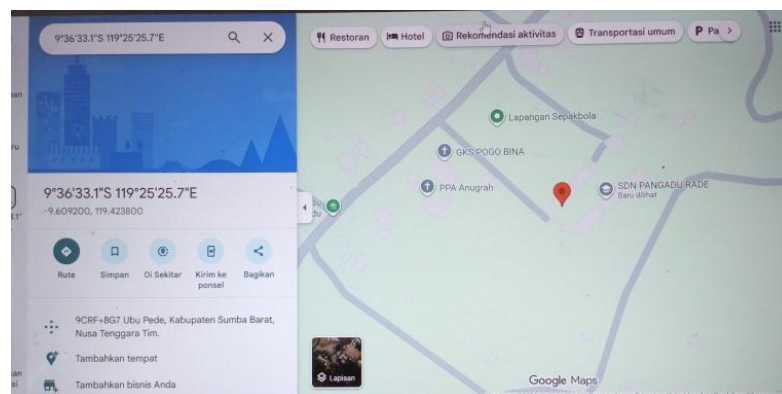 9°36'33.1"S 119°25'25.7"E
Restoran
Hotel
Rekomendasi aktivitas
Transportasi umum
P Pa
Lapangan Sepakbola
GKS POGO BINA
PPA Anugrah
SDN PANGADU RADE
Baru dilihat
9°36'33.1"S 119°25'25.7"E
-9.609200, 119.423800
Rute
Simpan
Di Sekitar
Kirim ke
ponsel
Bagikan
9CRF+8G7 Ubu Pede, Kabupaten Sumba Barat,
Nusa Tenggara Tim.
Tambahkan tempat
Tambahkan bisnis Anda
Lapisan
Google Maps